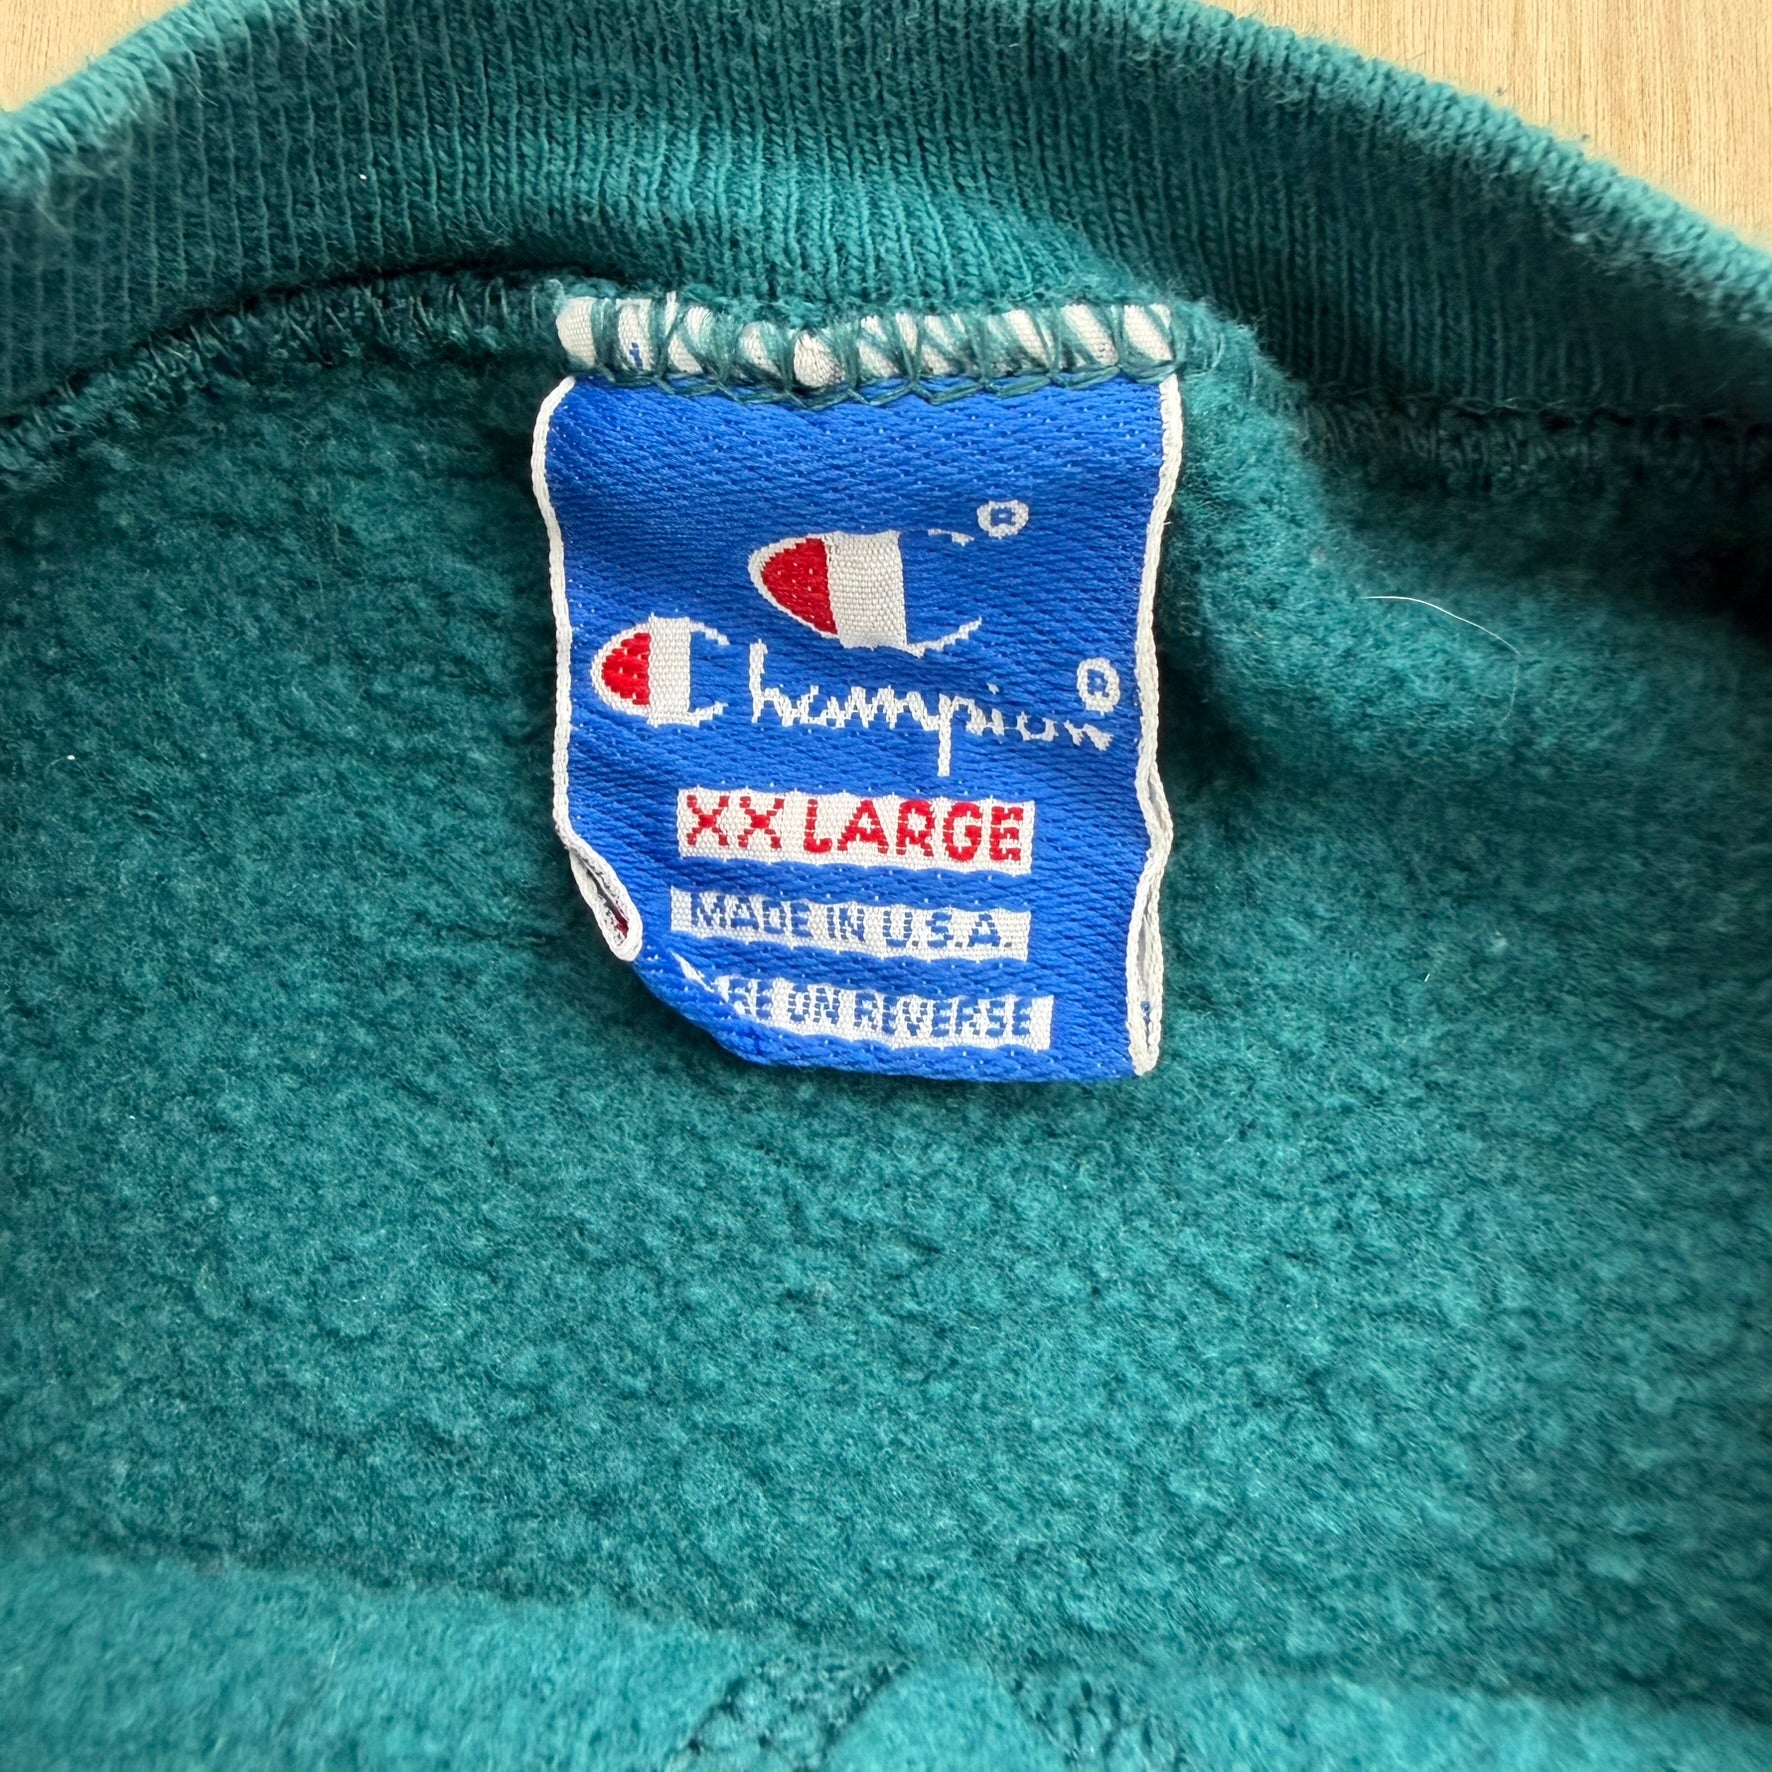 Champion®
XX LARGE
MADE IN U.S.A.
ON REVERSE